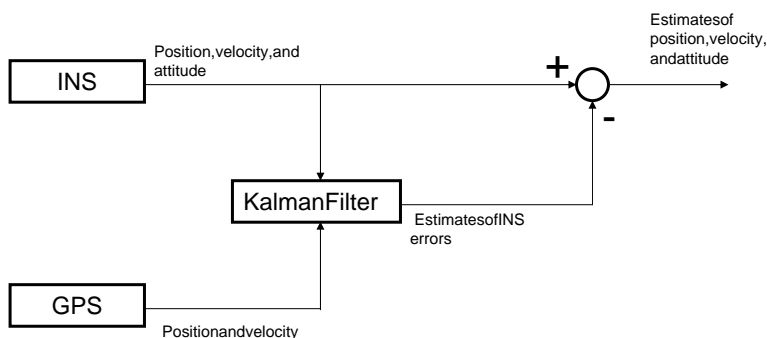 Estimatesof
position,velocity,
andattitude
Position,velocity,and
attitude
+
INS
-
KalmanFilter
EstimatesofINS
errors
GPS
Positionandvelocity